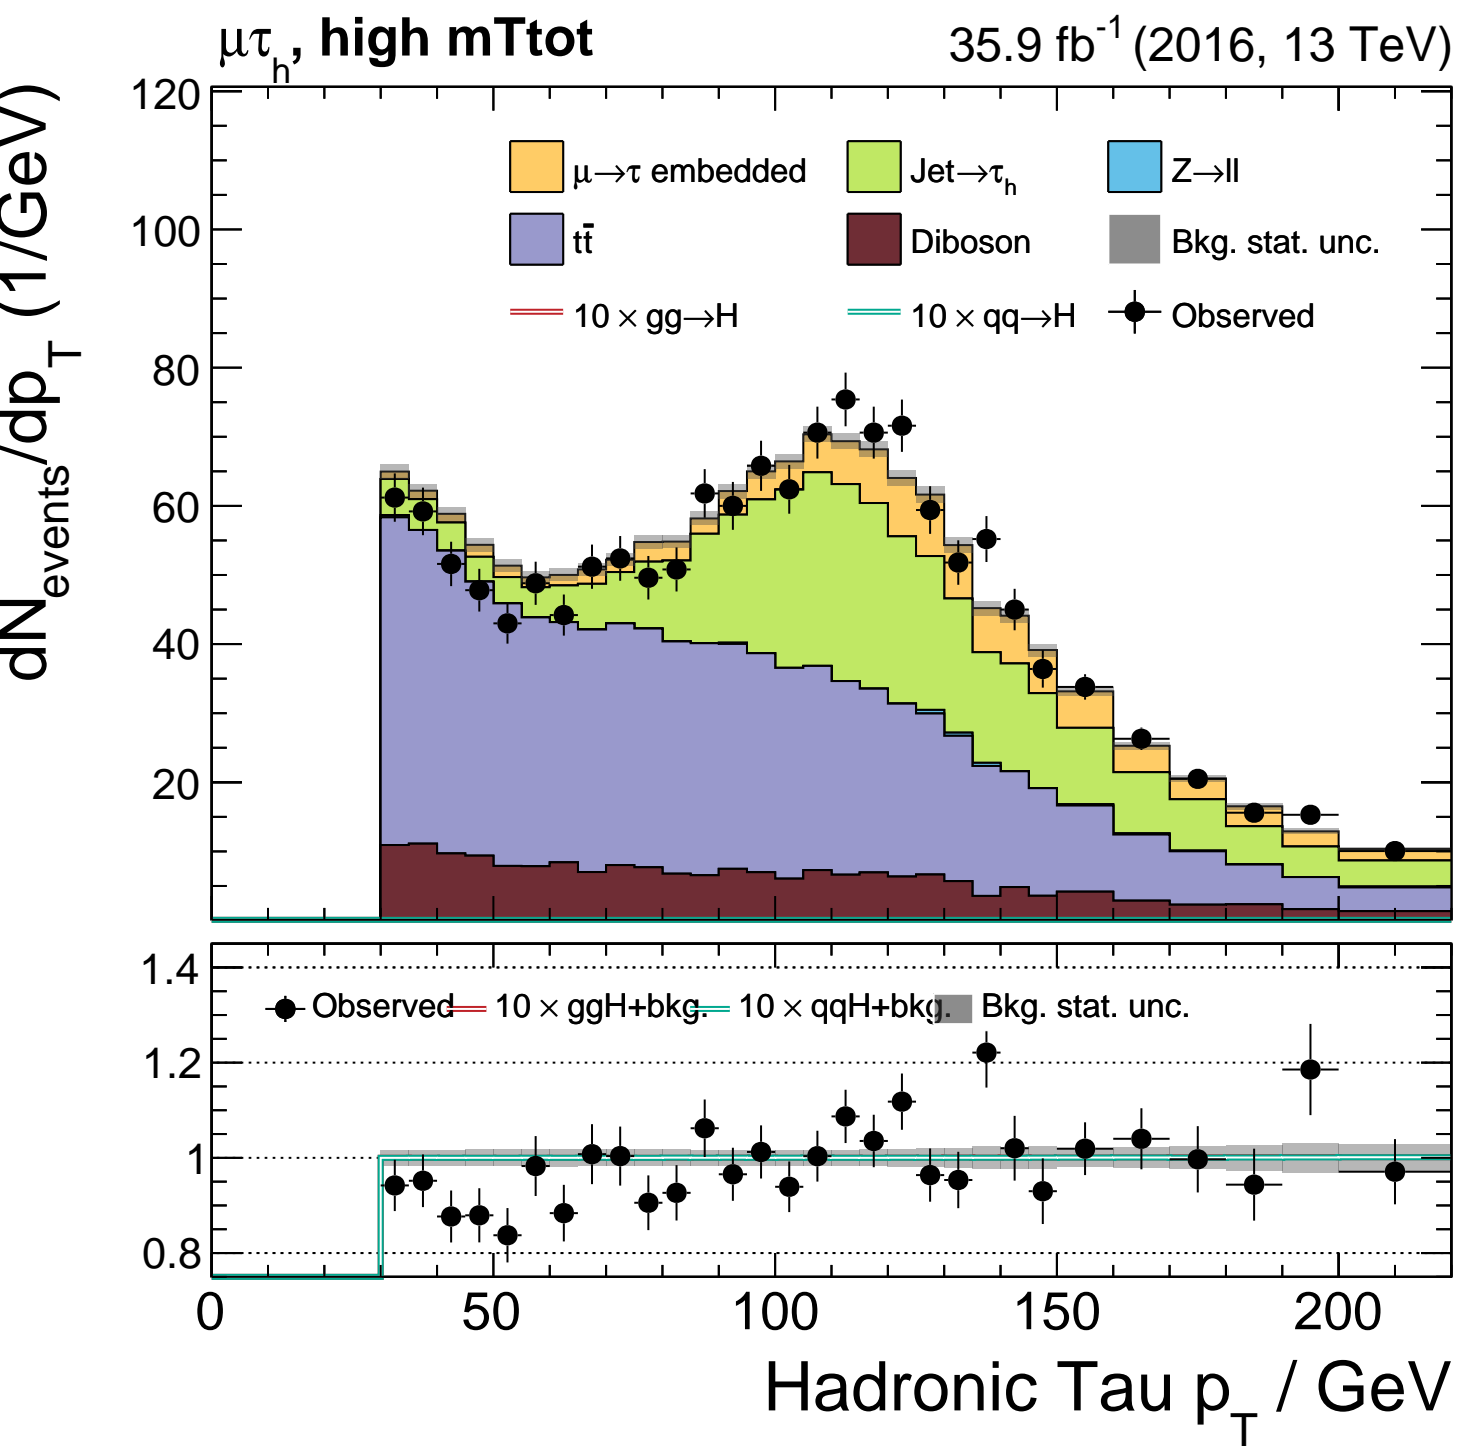 μτh, high mTtot 35.9 fb-1 (2016, 13 TeV)
dNevents/dpT (1/GeV)
120
100
80
60
40
20
μ→τ embedded Jet→τh Z→ll
tt̄ Diboson Bkg. stat. unc.
10 × gg→H 10 × qq→H Observed
1.4
1.2
1
0.8
Observed 10 × ggH+bkg. 10 × qqH+bkg. Bkg. stat. unc.
0 50 100 150 200
Hadronic Tau pT / GeV